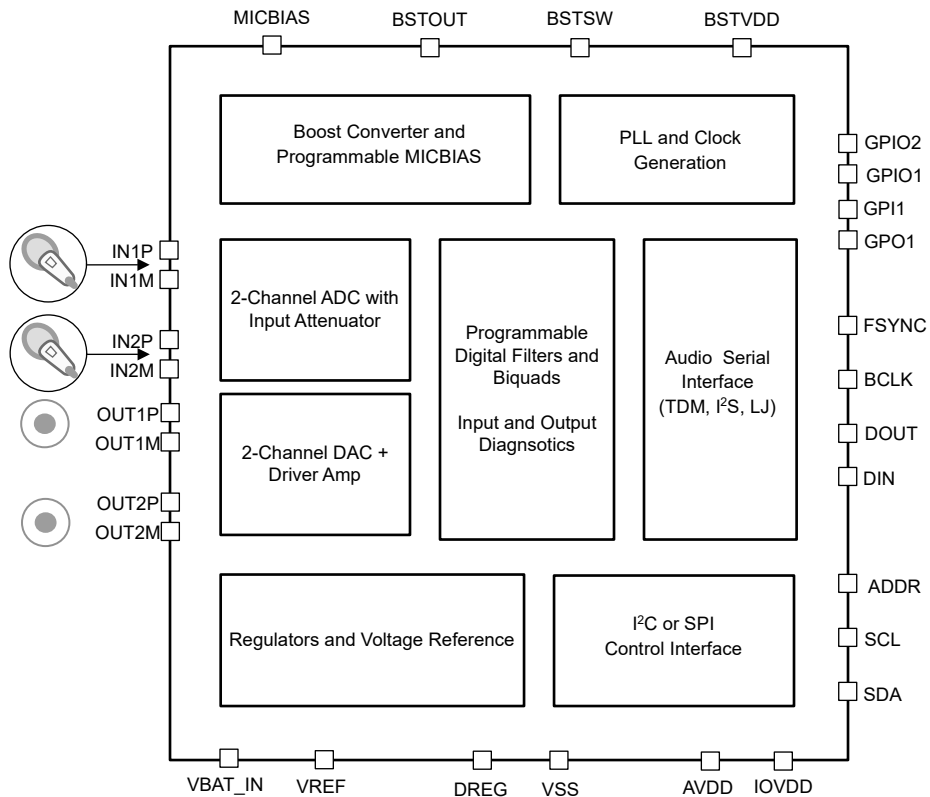 MICBIAS
BSTOUT
BSTSW
BSTVDD
Boost Converter and
Programmable MICBIAS
PLL and Clock
Generation
GPIO2
GPIO1
GPI1
GPO1
IN1P
IN1M
IN2P
IN2M
OUT1P
OUT1M
OUT2P
OUT2M
2-Channel ADC with
Input Attenuator
2-Channel DAC +
Driver Amp
Programmable
Digital Filters and
Biquads
Input and Output
Diagnsotics
Audio Serial
Interface
(TDM, I²S, LJ)
FSYNC
BCLK
DOUT
DIN
Regulators and Voltage Reference
I²C or SPI
Control Interface
ADDR
SCL
SDA
VBAT_IN
VREF
DREG
VSS
AVDD
IOVDD